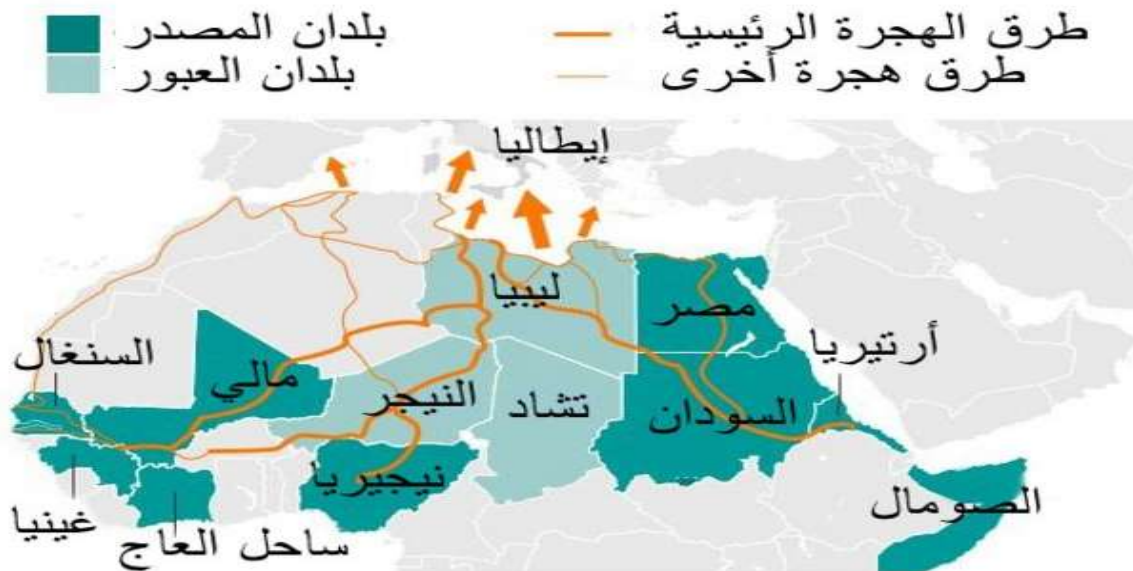 طرق الهجرة الرئيسية
بلدان المصدر
طرق هجرة أخرى
بلدان العبور
إيطاليا
ليبيا
مصر
أرتيريا
السنغال
مالي
النيجر
تشاد
السودان
نيجيريا
الصومال
غينيا
ساحل العاج